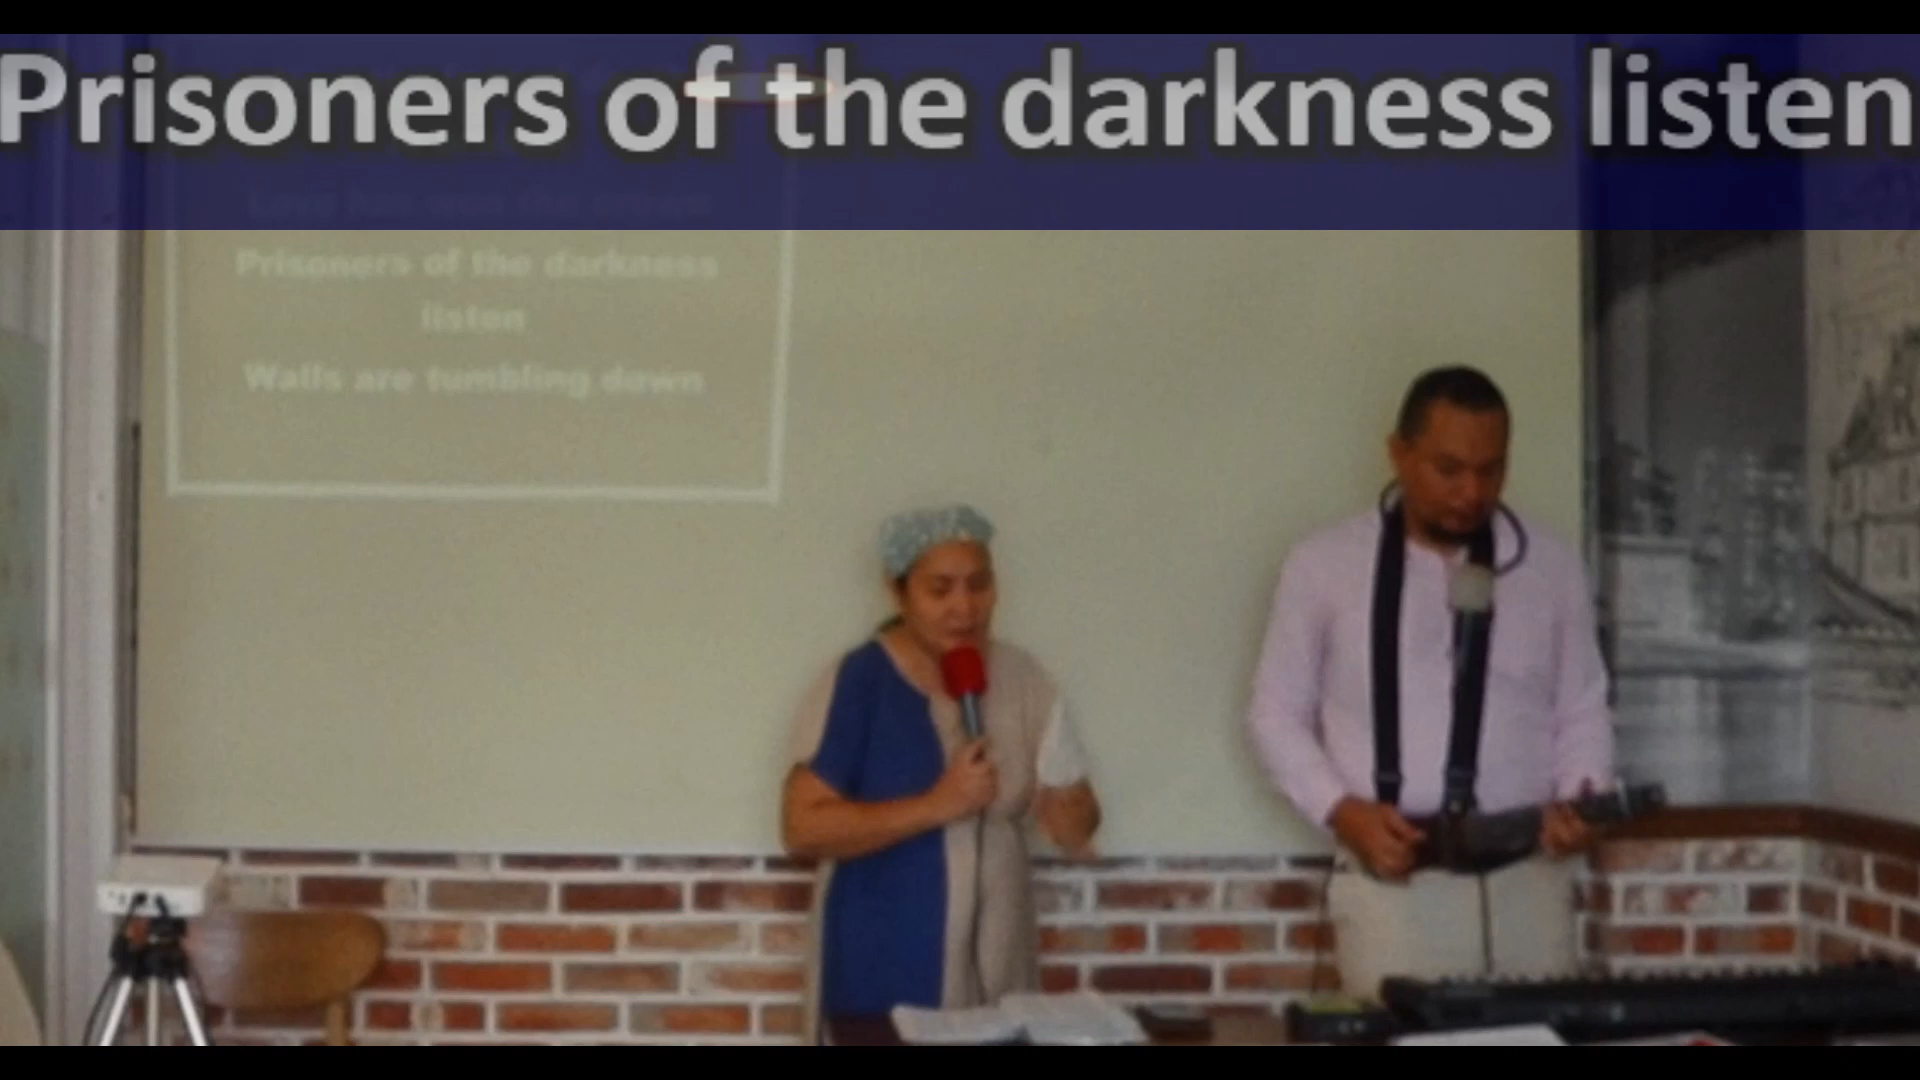 Prisoners of the darkness listen
Prisoners of the darkness
listen
Walls are tumbling down